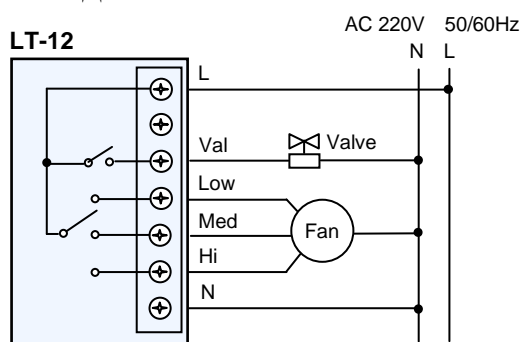 AC 220V 50/60Hz
LT-12
N L
L
Val
Valve
Low
Med
Fan
Hi
N